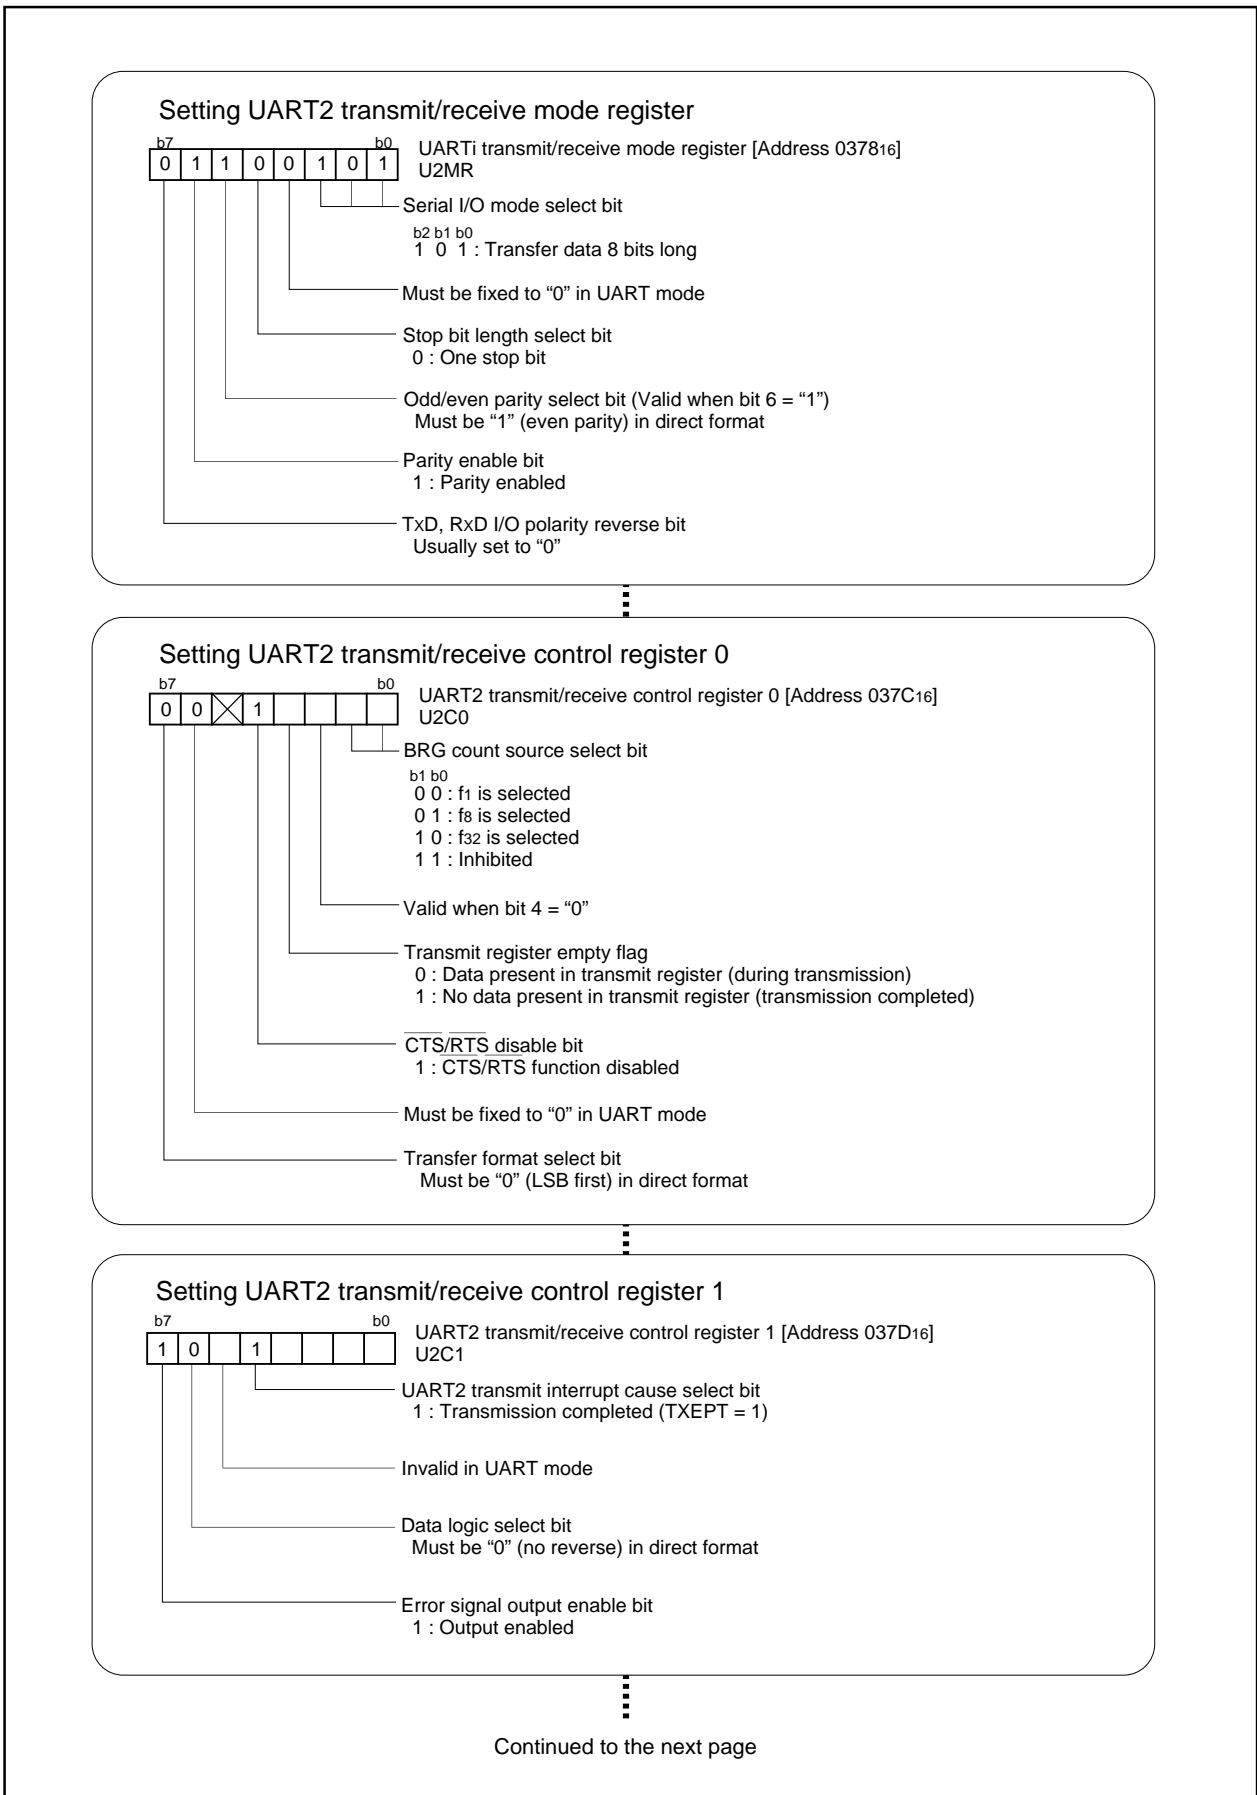 Setting UART2 transmit/receive mode register
b7 b0
0 1 1 0 0 1 0 1
UARTi transmit/receive mode register [Address 037816]
U2MR
Serial I/O mode select bit
b2 b1 b0
1 0 1 : Transfer data 8 bits long
Must be fixed to “0” in UART mode
Stop bit length select bit
0 : One stop bit
Odd/even parity select bit (Valid when bit 6 = “1”)
Must be “1” (even parity) in direct format
Parity enable bit
1 : Parity enabled
TXD, RXD I/O polarity reverse bit
Usually set to “0”
Setting UART2 transmit/receive control register 0
b7 b0
0 0 1
UART2 transmit/receive control register 0 [Address 037C16]
U2C0
BRG count source select bit
b1 b0
0 0 : f1 is selected
0 1 : f8 is selected
1 0 : f32 is selected
1 1 : Inhibited
Valid when bit 4 = “0”
Transmit register empty flag
0 : Data present in transmit register (during transmission)
1 : No data present in transmit register (transmission completed)
CTS/RTS disable bit
1 : CTS/RTS function disabled
Must be fixed to “0” in UART mode
Transfer format select bit
Must be “0” (LSB first) in direct format
Setting UART2 transmit/receive control register 1
b7 b0
1 0 1
UART2 transmit/receive control register 1 [Address 037D16]
U2C1
UART2 transmit interrupt cause select bit
1 : Transmission completed (TXEPT = 1)
Invalid in UART mode
Data logic select bit
Must be “0” (no reverse) in direct format
Error signal output enable bit
1 : Output enabled
Continued to the next page